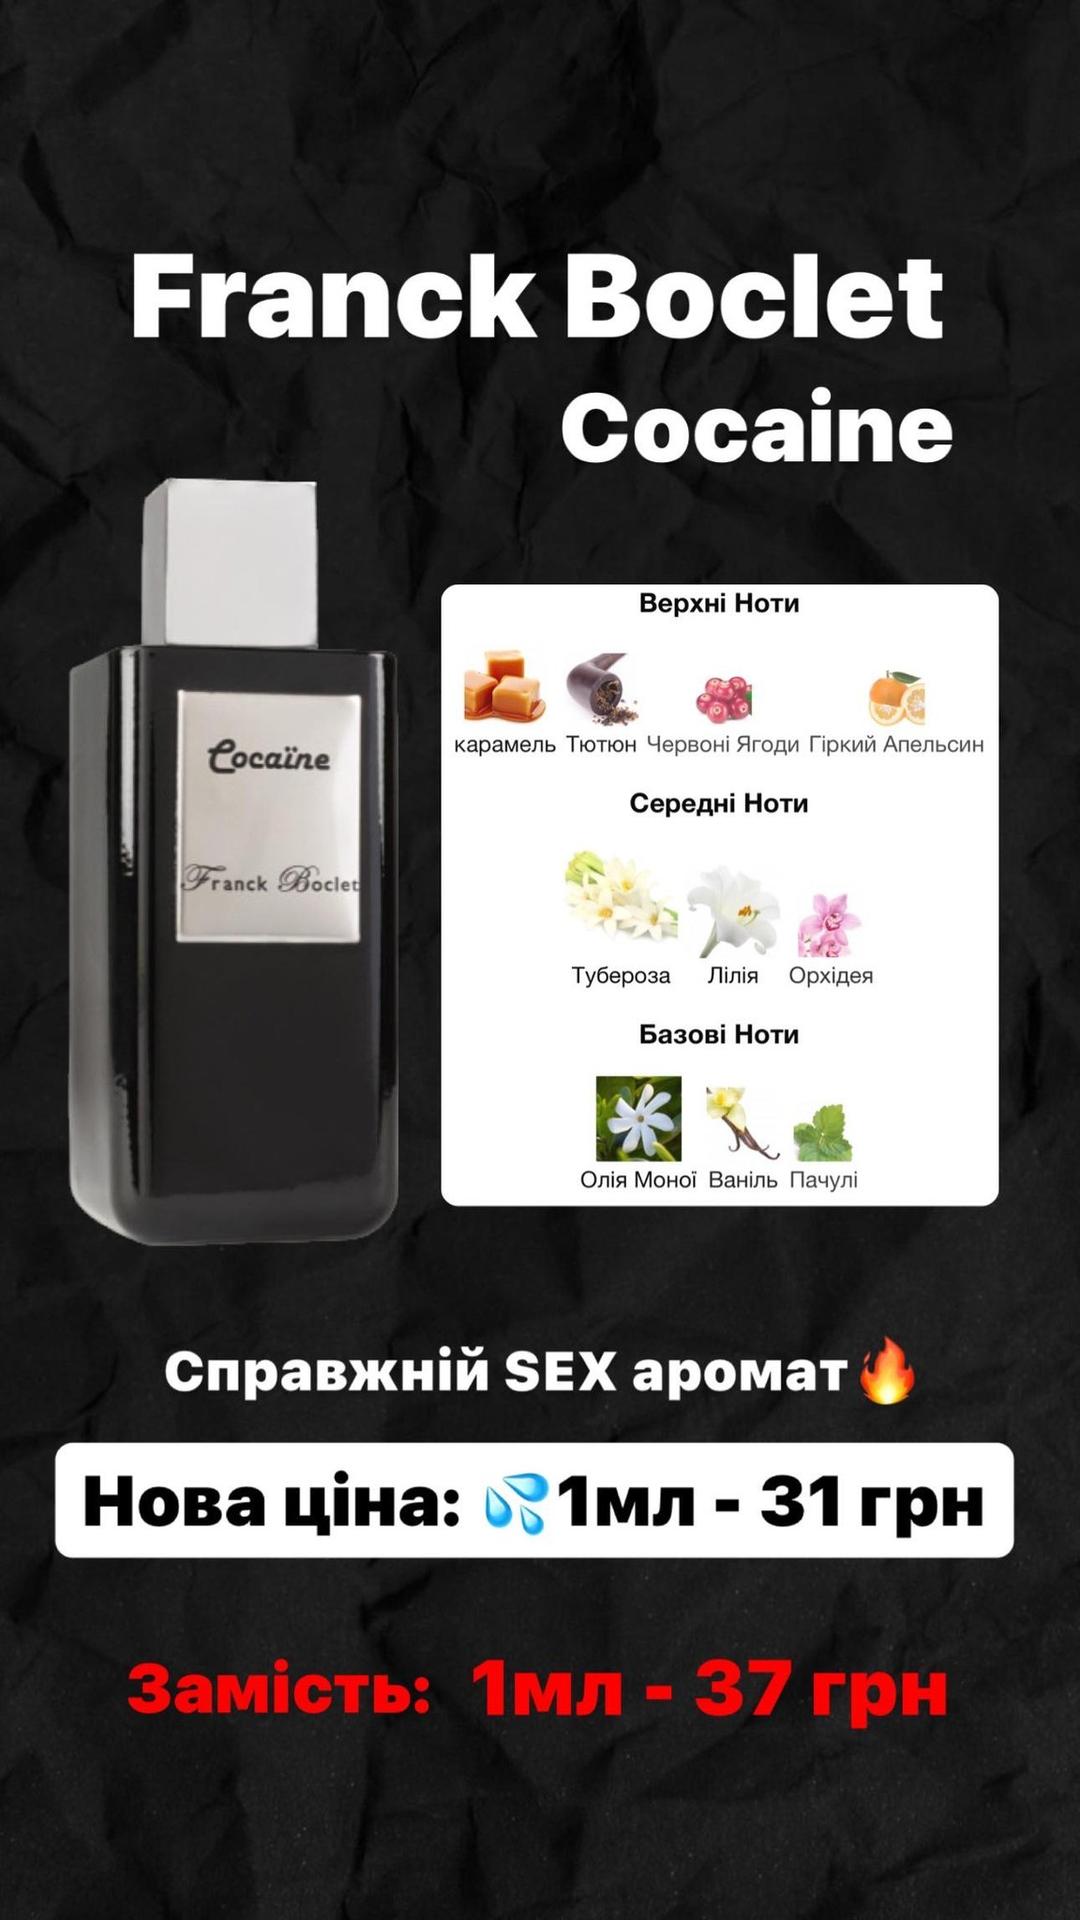 Franck Boclet
Cocaine
Cocaïne
Franck Boclet
Верхні Ноти
карамель Тютюн Червоні Ягоди Гіркий Апельсин
Середні Ноти
Тубероза Лілія Орхідея
Базові Ноти
Олія Моної Ваніль Пачулі
Справжній SEX аромат🔥
Нова ціна: 💦1мл - 31 грн
Замість: 1мл - 37 грн